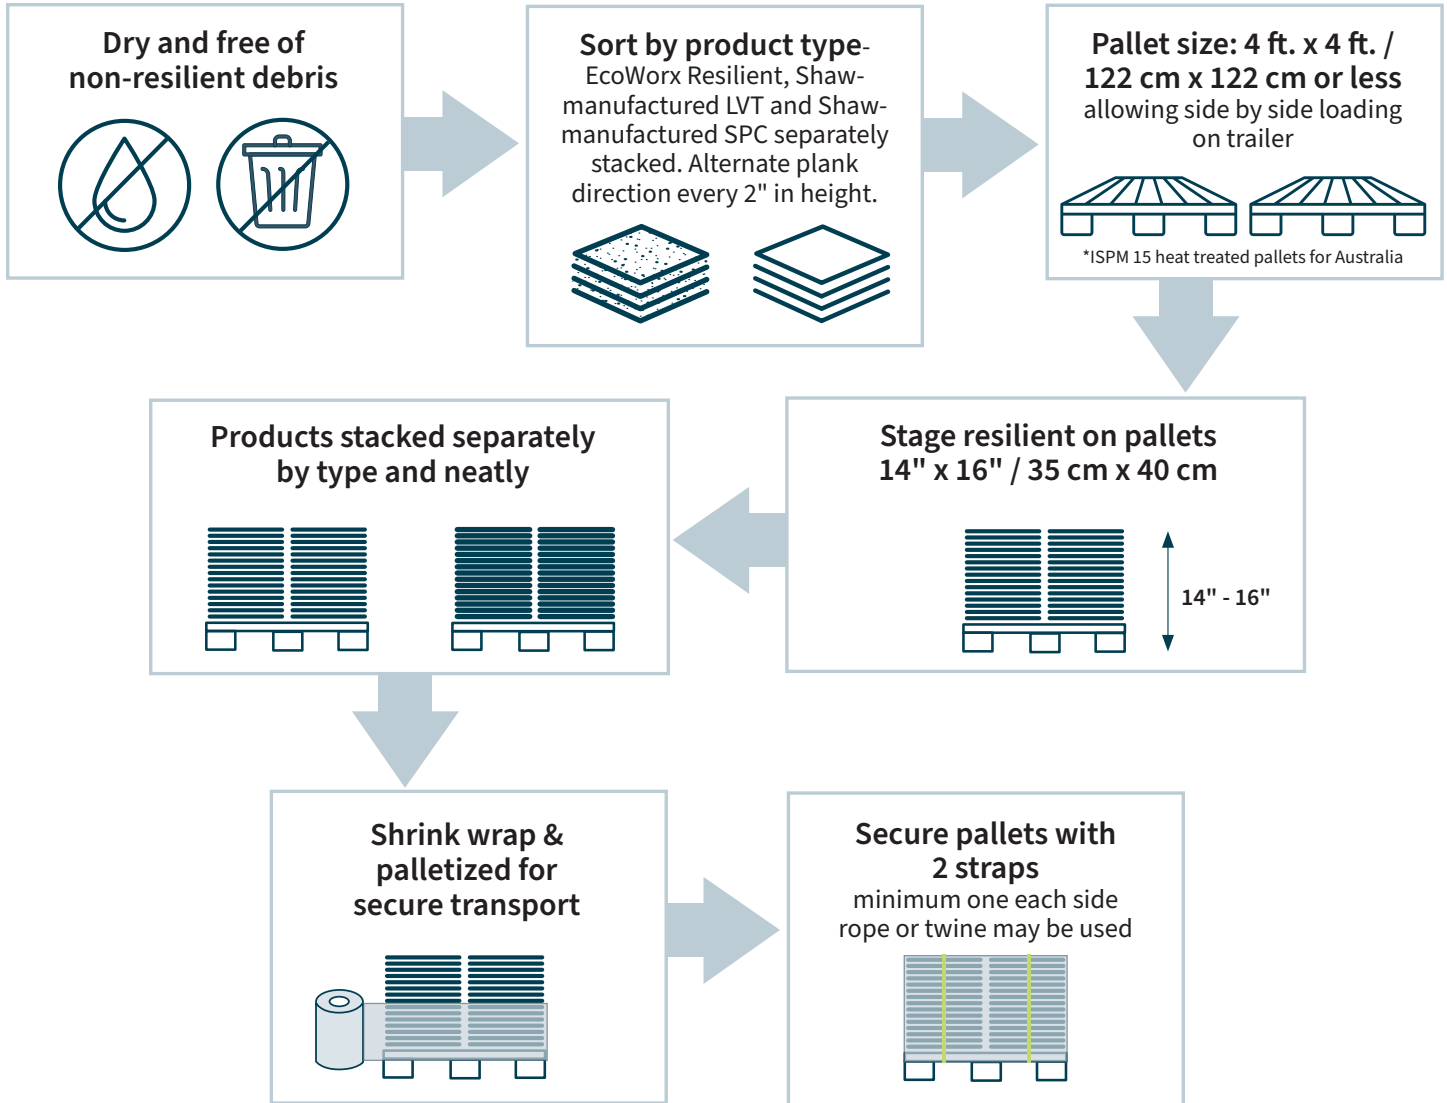 Dry and free of
non-resilient debris
Sort by product type-
EcoWorx Resilient, Shaw-
manufactured LVT and Shaw-
manufactured SPC separately
stacked. Alternate plank
direction every 2" in height.
Pallet size: 4 ft. x 4 ft. /
122 cm x 122 cm or less
allowing side by side loading
on trailer
*ISPM 15 heat treated pallets for Australia
Stage resilient on pallets
14" x 16" / 35 cm x 40 cm
14" - 16"
Products stacked separately
by type and neatly
Shrink wrap &
palletized for
secure transport
Secure pallets with
2 straps
minimum one each side
rope or twine may be used